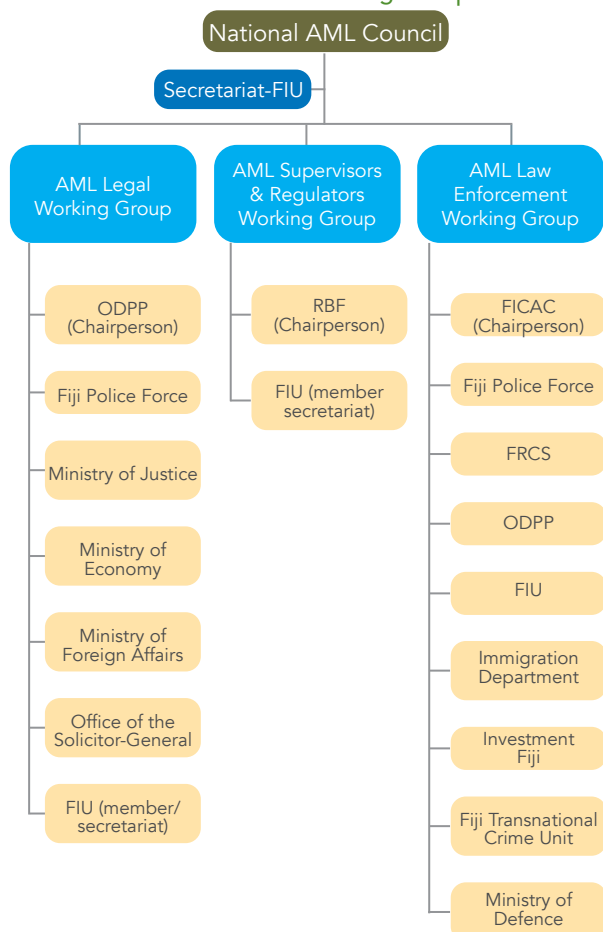 National AML Council
Secretariat-FIU
AML Legal
Working Group
AML Supervisors
& Regulators
Working Group
AML Law
Enforcement
Working Group
ODPP
(Chairperson)
Fiji Police Force
Ministry of Justice
Ministry of
Economy
Ministry of
Foreign Affairs
Office of the
Solicitor-General
FIU (member/
secretariat)
RBF
(Chairperson)
FIU (member
secretariat)
FICAC
(Chairperson)
Fiji Police Force
FRCS
ODPP
FIU
Immigration
Department
Investment
Fiji
Fiji Transnational
Crime Unit
Ministry of
Defence